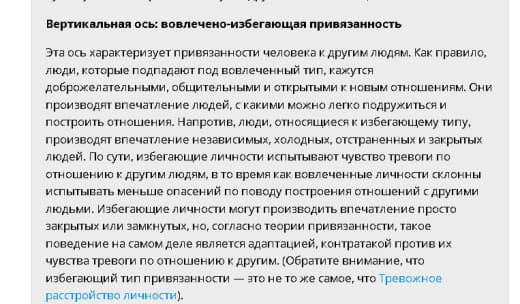 Вертикальная ось: вовлечено-избегающая привязанность
Эта ось характеризует привязанности человека к другим людям. Как правило,
люди, которые подпадают под вовлеченный тип, кажутся
доброжелательными, общительными и открытыми к новым отношениям. Они
производят впечатление людей, с какими можно легко подружиться и
построить отношения. Напротив, люди, относящиеся к избегающему типу,
производят впечатление независимых, холодных, отстраненных и закрытых
людей. По сути, избегающие личности испытывают чувство тревоги по
отношению к другим людям, в то время как вовлеченные личности склонны
испытывать меньше опасений по поводу построения отношений с другими
людьми. Избегающие личности могут производить впечатление просто
закрытых или замкнутых, но, согласно теории привязанности, такое
поведение на самом деле является адаптацией, контратакой против их
чувства тревоги по отношению к другим. (Обратите внимание, что
избегающий тип привязанности — это не то же самое, что Тревожное
расстройство личности).